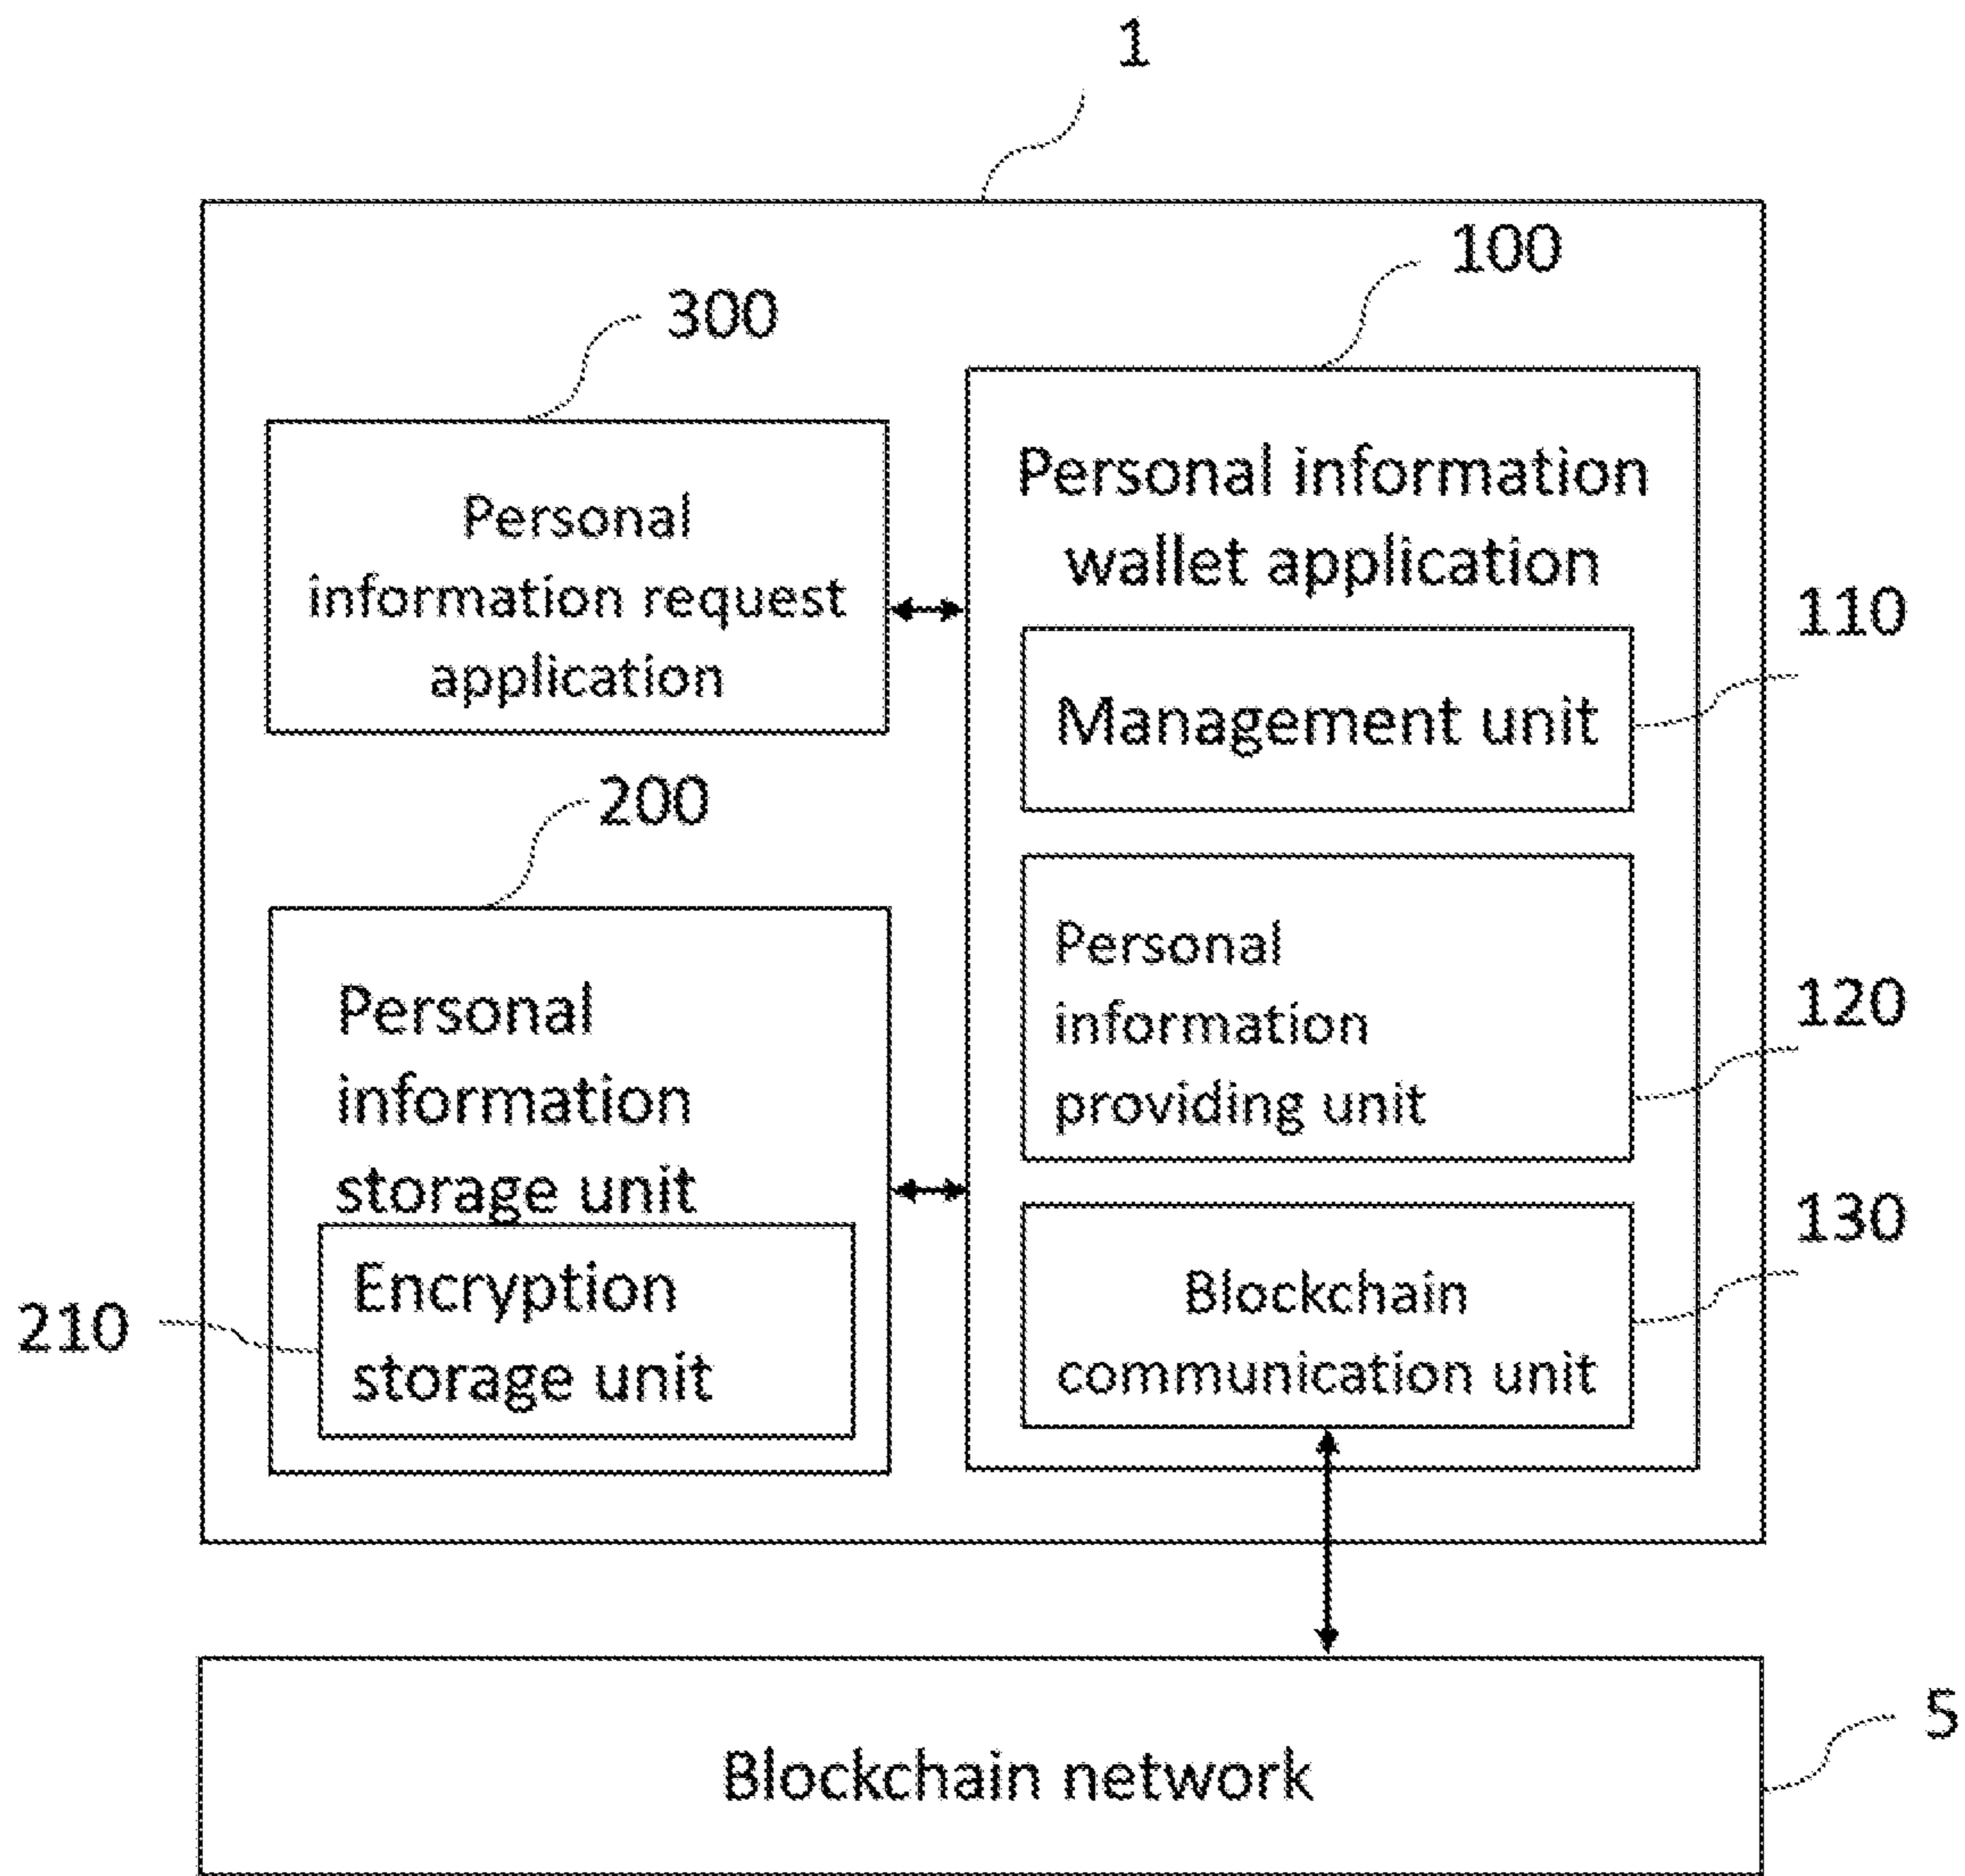 1
100
300
Personal
information request
application
Personal information
wallet application
110
Management unit
200
Personal
information
providing unit
120
Personal
information
storage unit
130
Encryption
storage unit
210
Blockchain
communication unit
Blockchain network
5